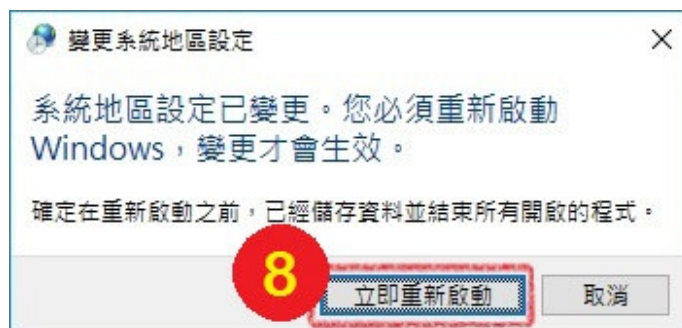 變更系統地區設定
系統地區設定已變更。您必須重新啟動
Windows，變更才會生效。
確定在重新啟動之前，已經儲存資料並結束所有開啟的程式。
8
立即重新啟動
取消